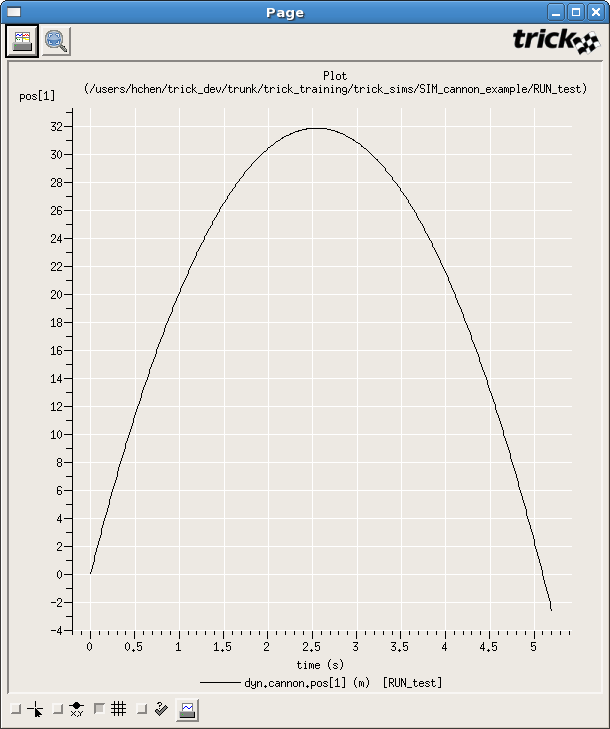 Page
trick
Plot
(/users/hchen/trick_dev/trunk/trick_training/trick_sims/SIM_cannon_example/RUN_test)
pos[1]
32
30
28
26
24
22
20
18
16
14
12
10
8
6
4
2
0
-2
-4
0 0.5 1 1.5 2 2.5 3 3.5 4 4.5 5
time (s)
dyn.cannon.pos[1] (m) [RUN_test]
X,Y